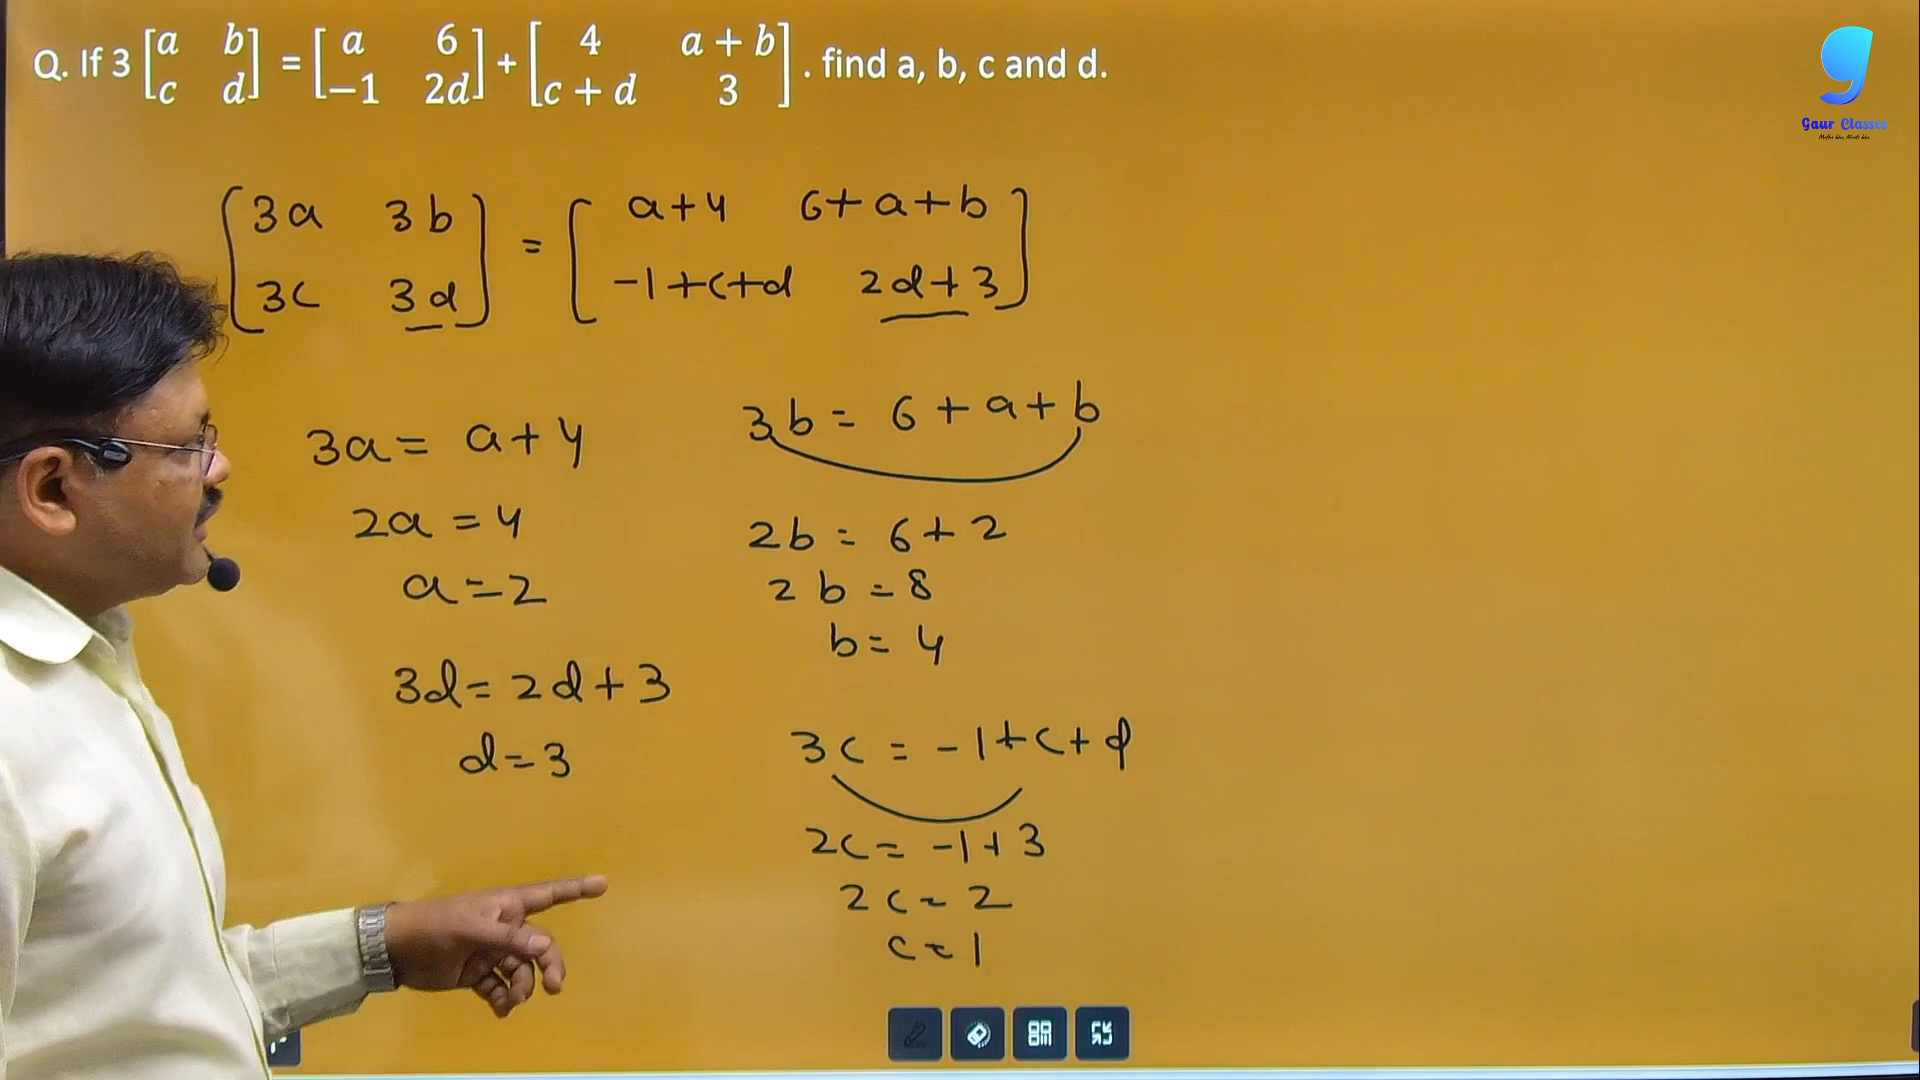 Q. If 3 [a b] = [a 6] + [4 a + b] . find a, b, c and d.
[c d] [−1 2d] [c + d 3]
g
Gaur Classes
[3a 3b] = [a+4 6+a+b]
[3c 3d] [-1+c+d 2d+3]
3a = a+4
2a = 4
a = 2
3d = 2d+3
d = 3
3b = 6 + a + b
2b = 6 + 2
2b = 8
b = 4
3c = -1+c+d
2c = -1+3
2c = 2
c = 1